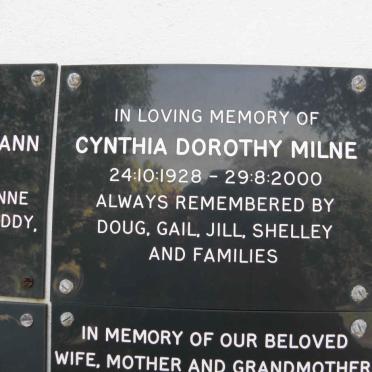 IN LOVING MEMORY OF
CYNTHIA DOROTHY MILNE
24:10:1928 - 29:8:2000
ALWAYS REMEMBERED BY
DOUG, GAIL, JILL, SHELLEY
AND FAMILIES
ANN
NNE
DDY,
IN MEMORY OF OUR BELOVED
WIFE, MOTHER AND GRANDMOTHER